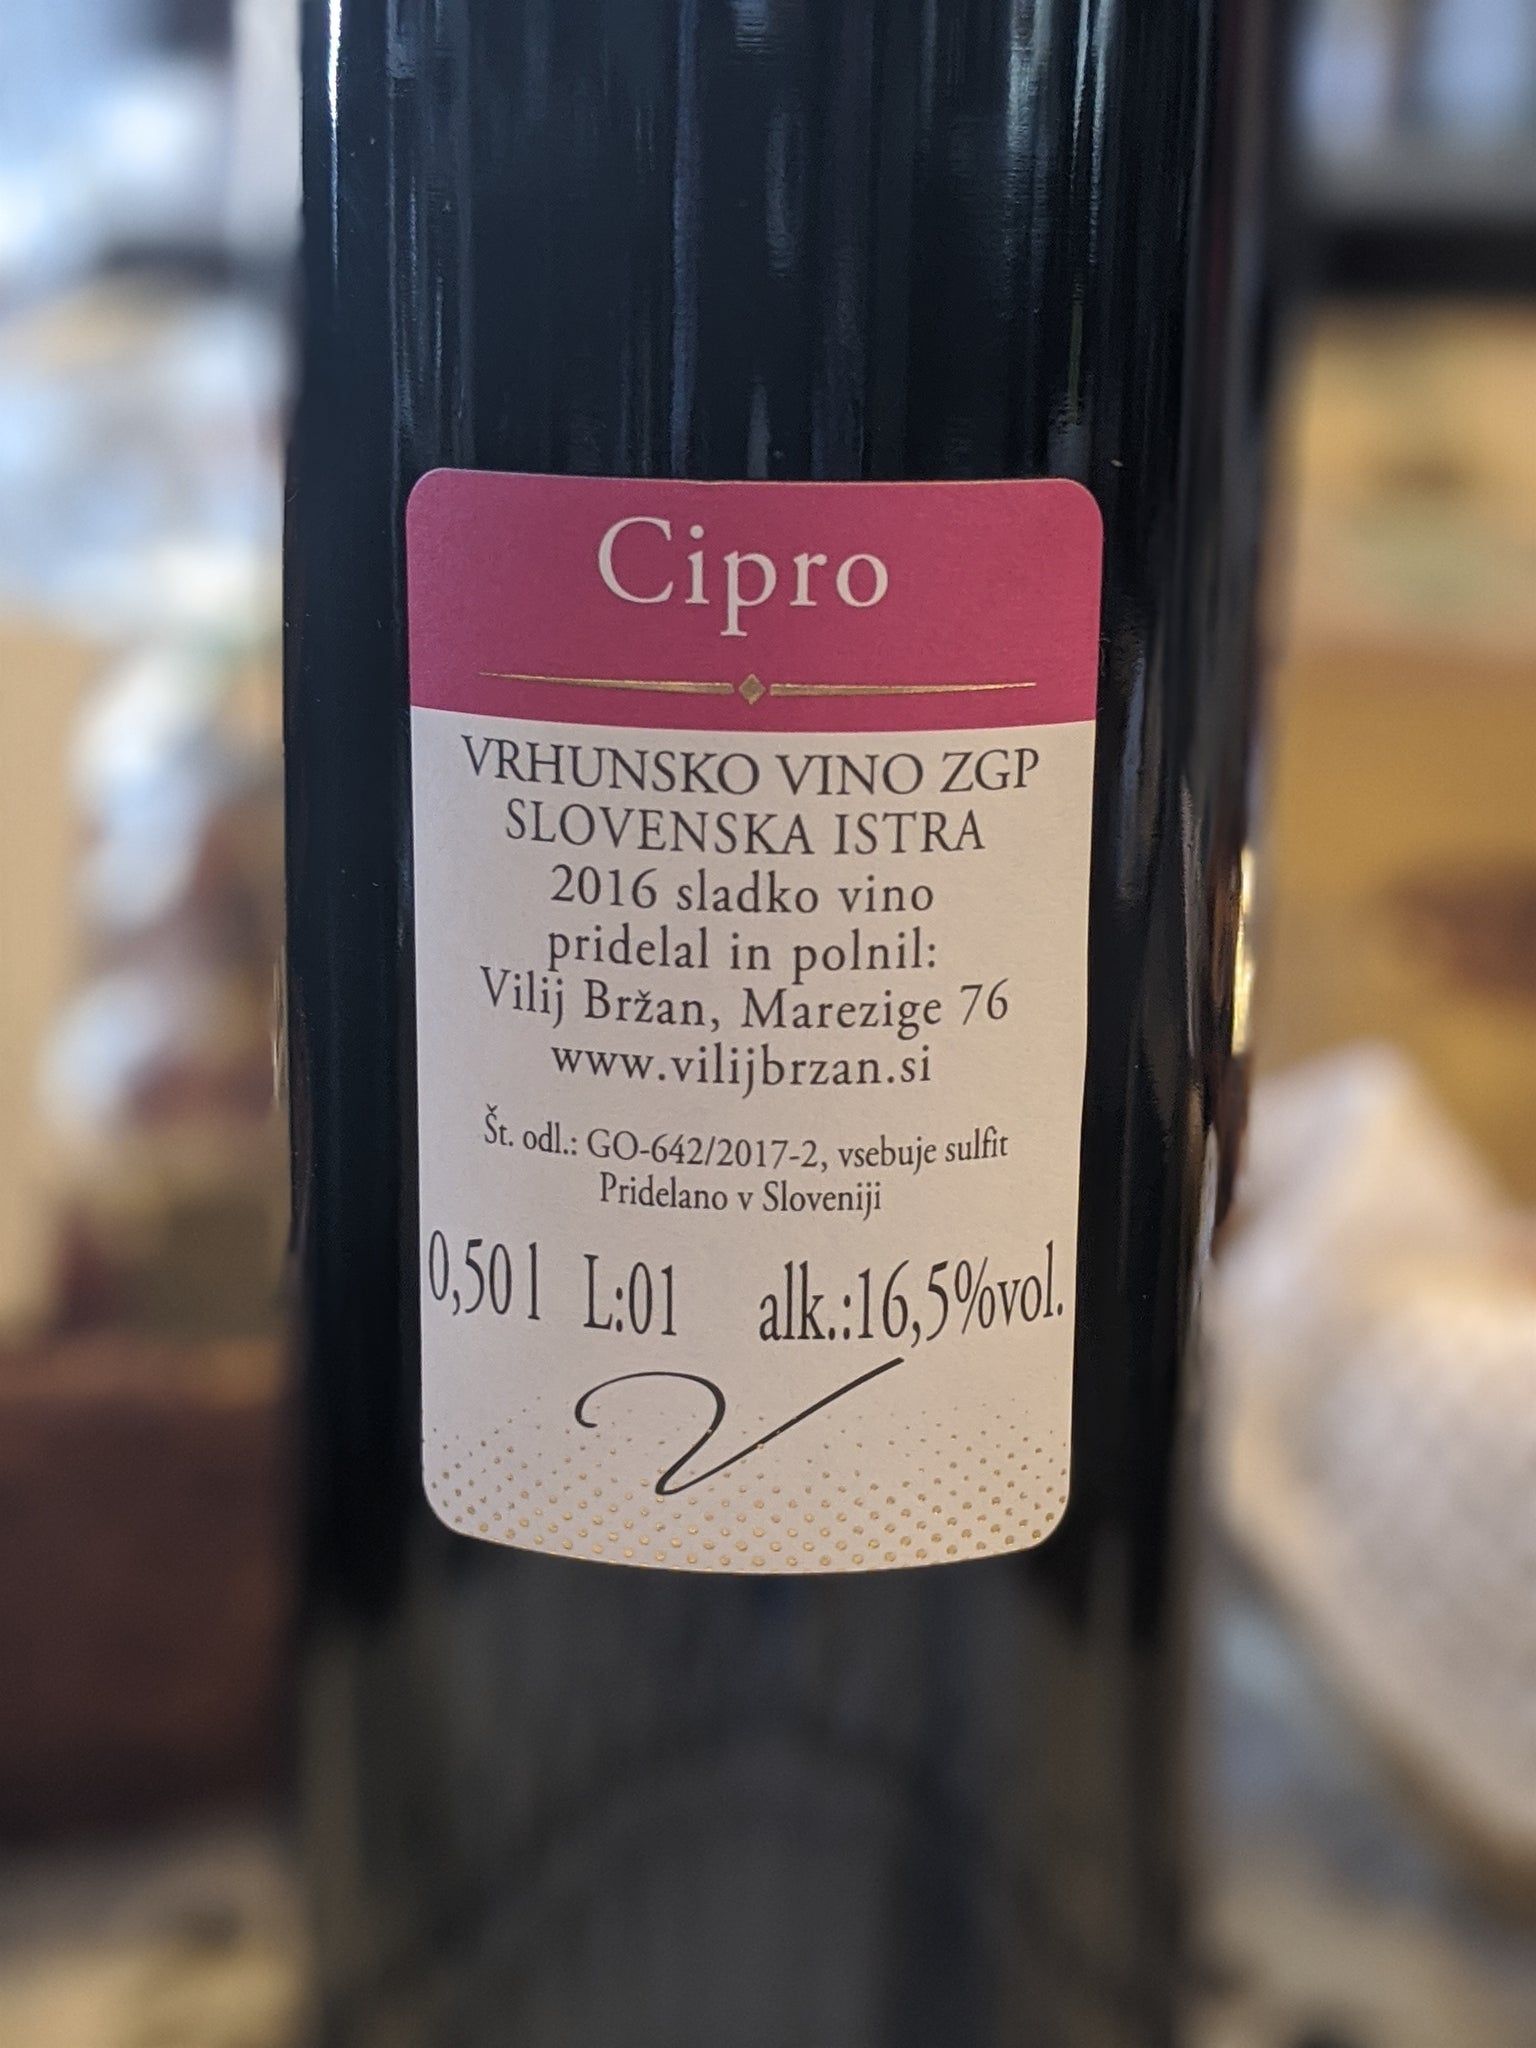 Cipro
VRHUNSKO VINO ZGP
SLOVENSKA ISTRA
2016 sladko vino
pridelal in polnil:
Vilij Bržan, Marezige 76
www.vilijbrzan.si
Št. odl.: GO-642/2017-2, vsebuje sulfit
Pridelano v Sloveniji
0,50 l L:01 alk.:16,5%vol.
V